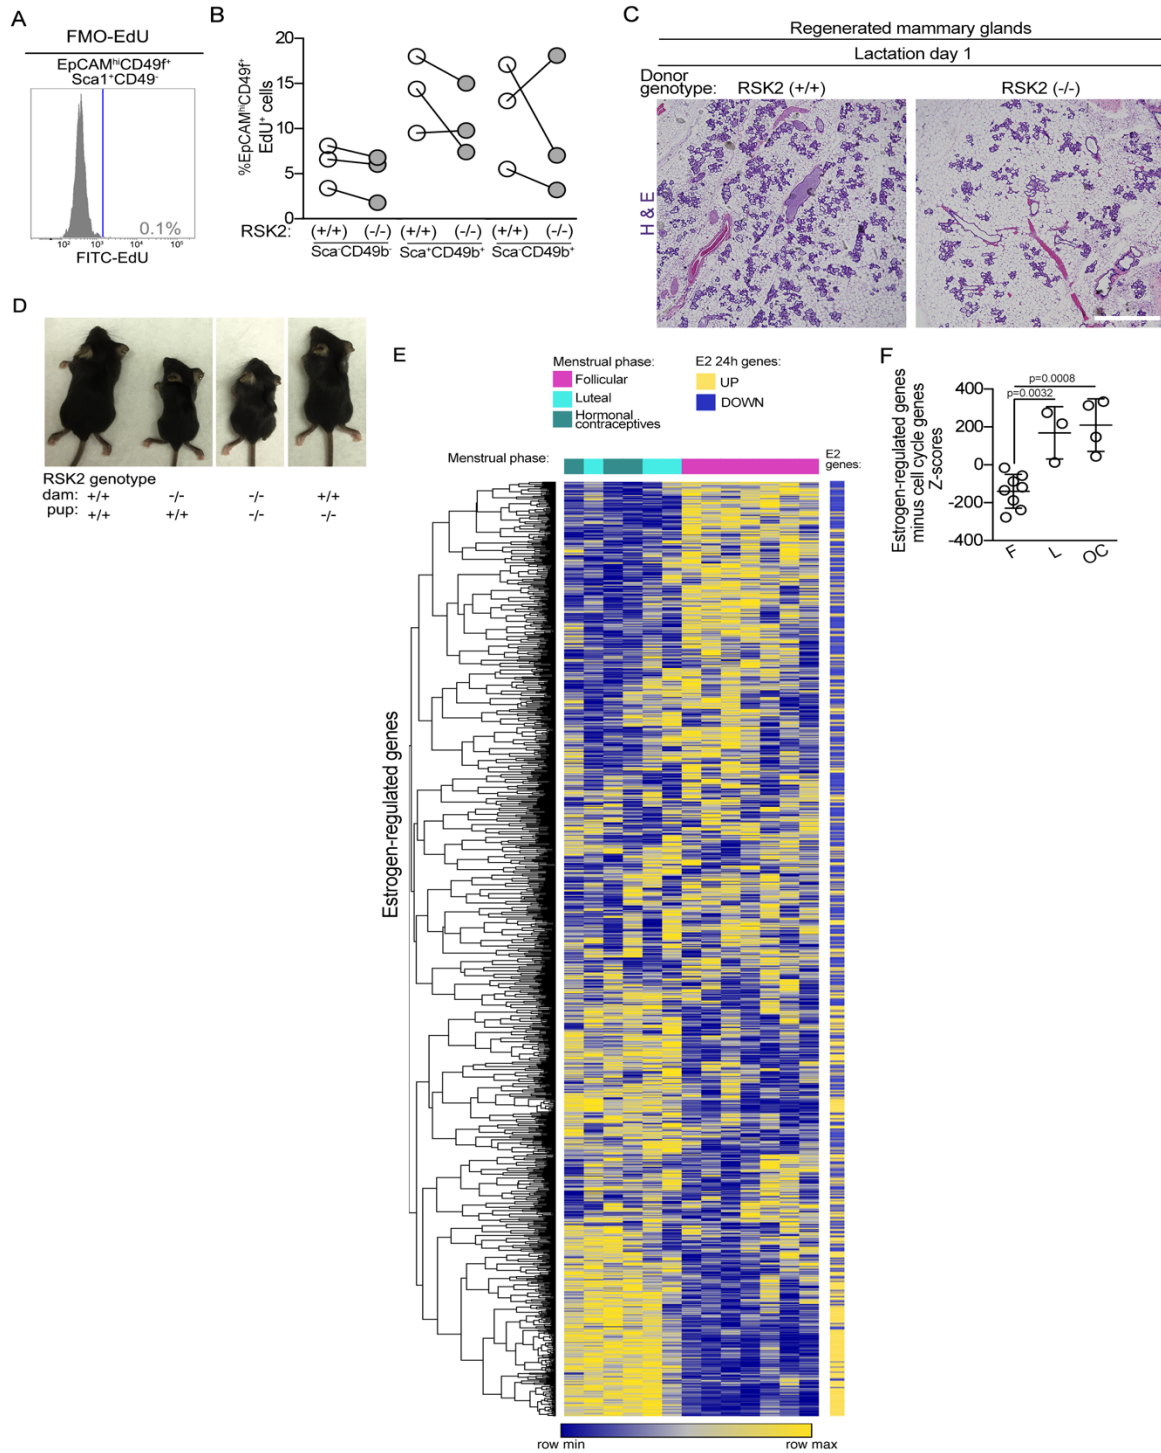 A
FMO-EdU
EpCAMʰⁱCD49f⁺
Sca1⁺CD49⁻
0.1%
10² 10³ 10⁴ 10⁵
FITC-EdU
B
%EpCAMʰⁱCD49f⁺
EdU⁺ cells
20
15
10
5
0
RSK2: (+/+) (-/-) (+/+) (-/-) (+/+) (-/-)
Sca⁻CD49b⁻ Sca⁺CD49b⁺ Sca⁻CD49b⁺
C
Regenerated mammary glands
Lactation day 1
Donor
genotype: RSK2 (+/+) RSK2 (-/-)
H & E
D
RSK2 genotype
dam: +/+ -/- -/- +/+
pup: +/+ +/+ -/- -/-
E
Menstrual phase:
Follicular
Luteal
Hormonal
contraceptives
E2 24h genes:
UP
DOWN
Menstrual phase:
E2
genes:
Estrogen-regulated genes
row min row max
F
p=0.0008
p=0.0032
Estrogen-regulated genes
minus cell cycle genes
Z-scores
400
200
0
-200
-400
F L OC